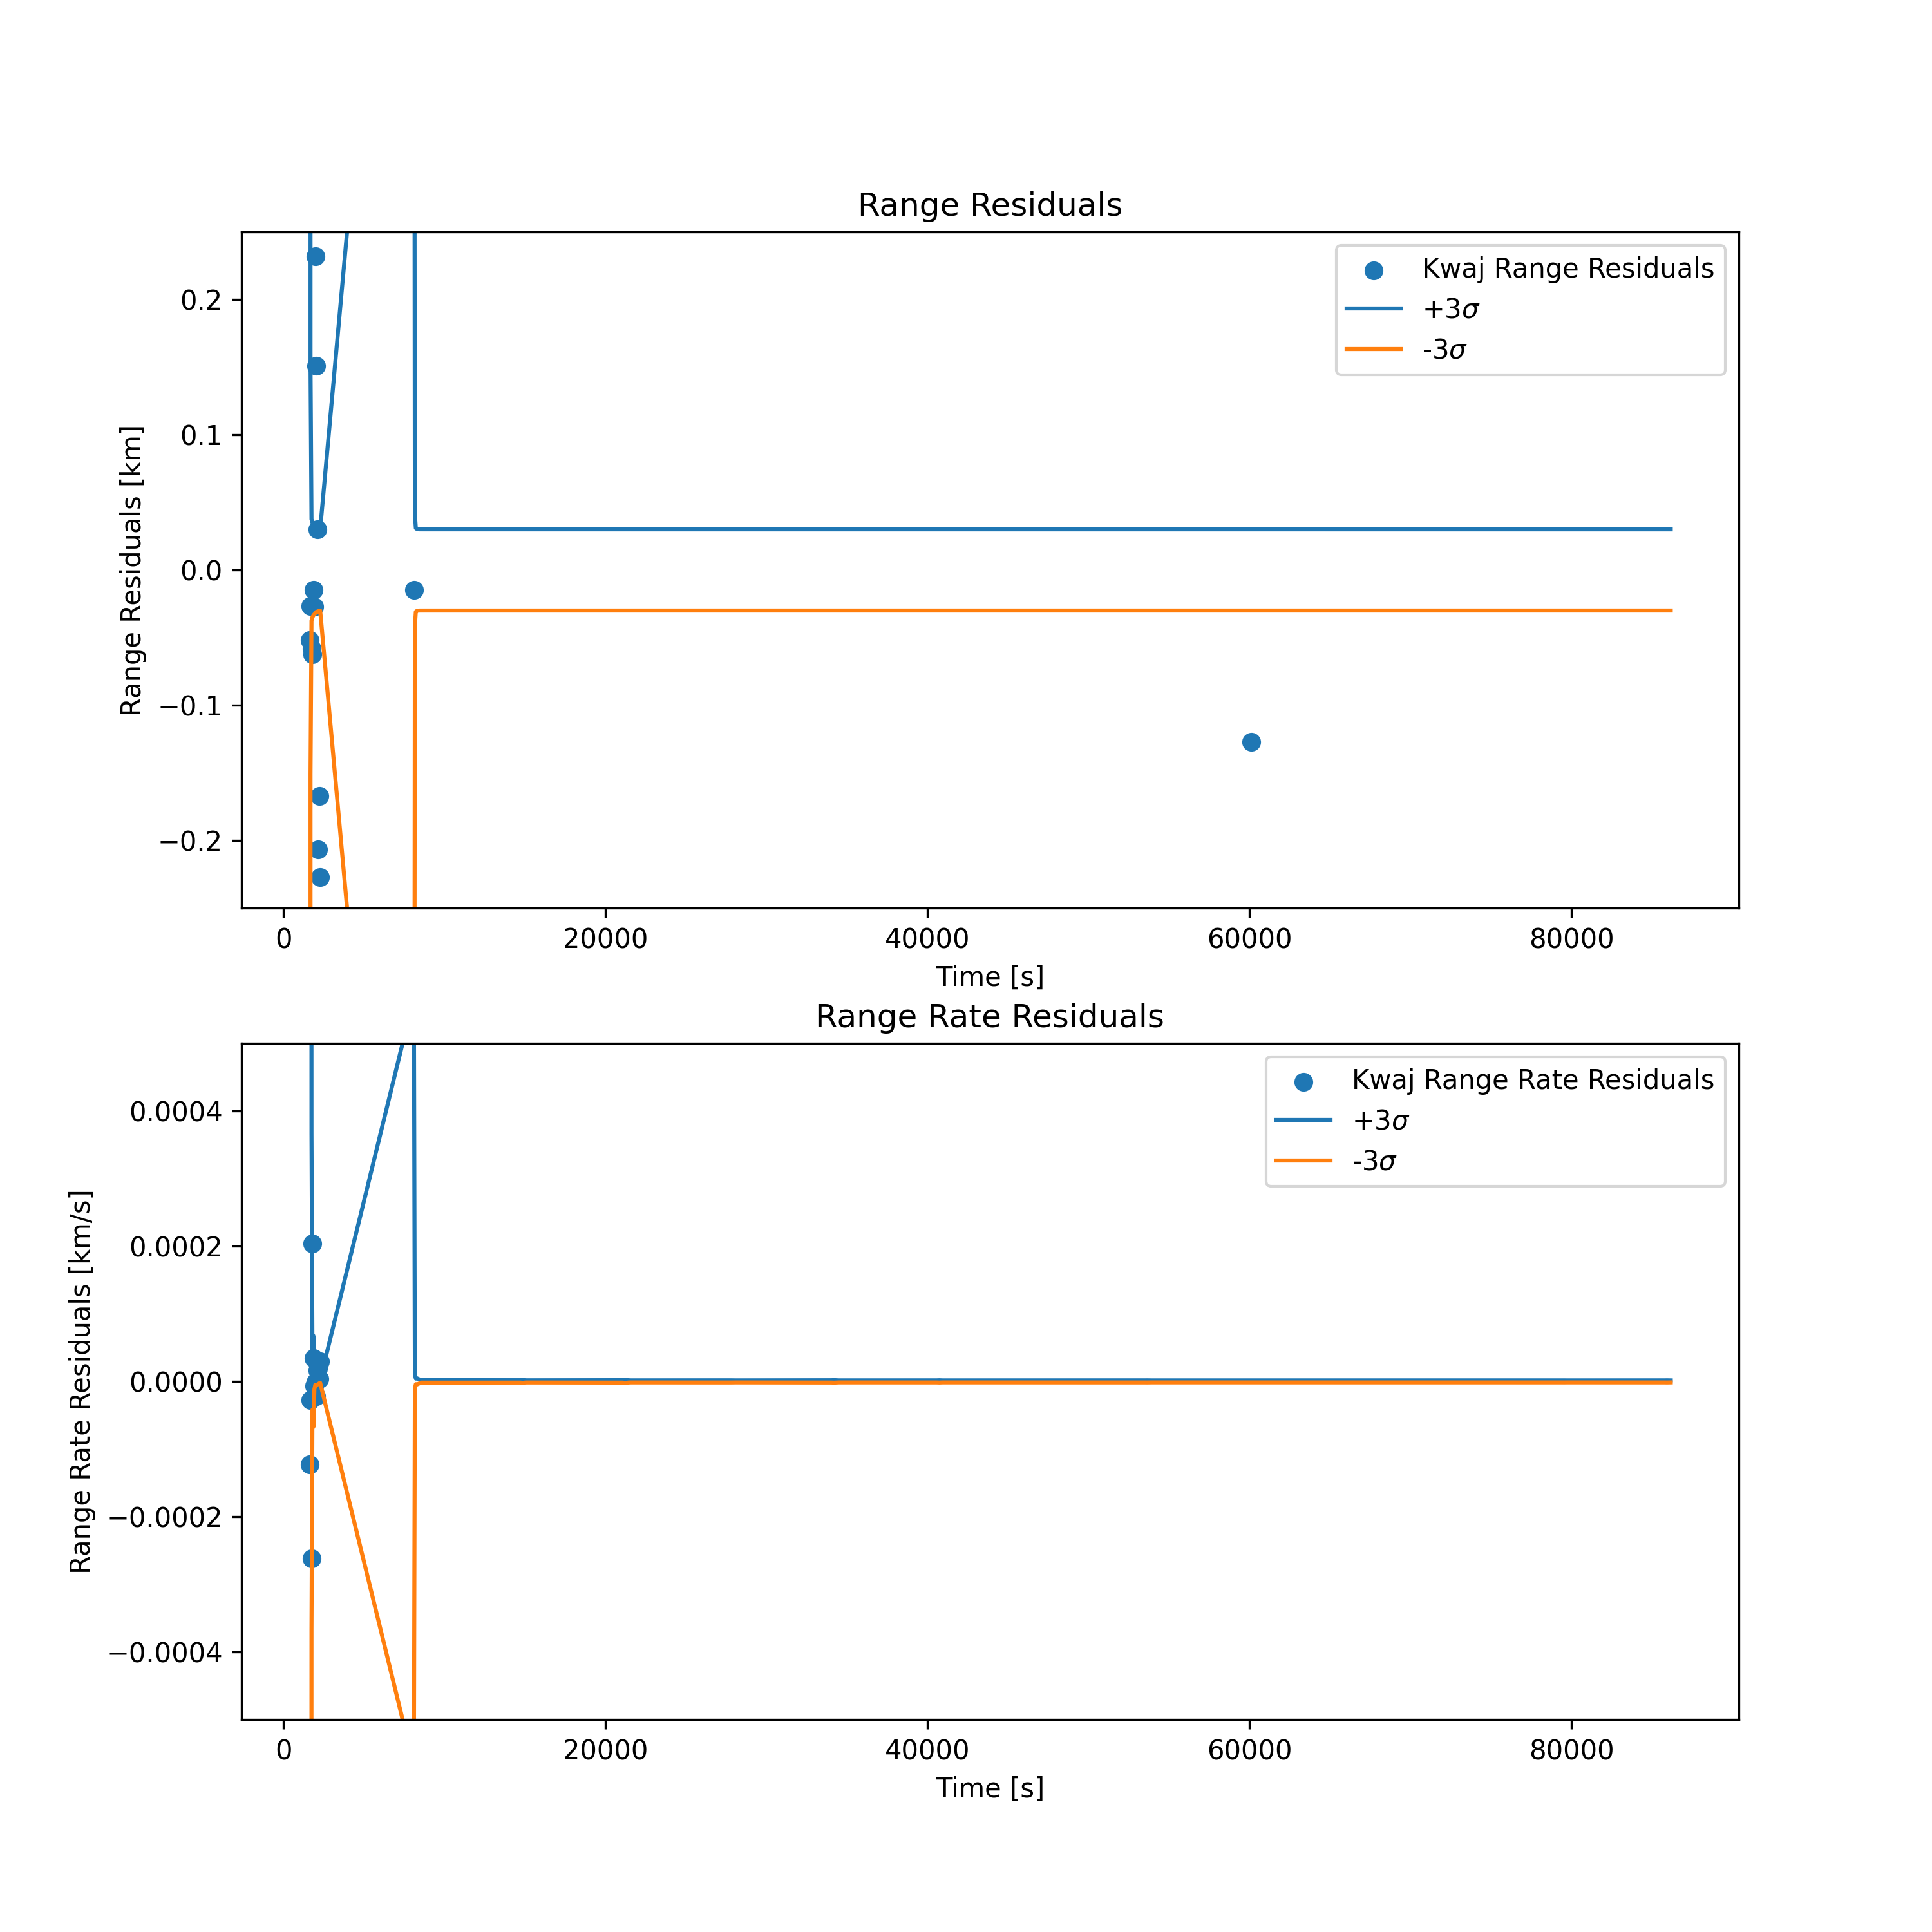 Range Residuals
Kwaj Range Residuals
+3σ
-3σ
Range Residuals [km]
0.2
0.1
0.0
−0.1
−0.2
0
20000
40000
60000
80000
Time [s]
Range Rate Residuals
Kwaj Range Rate Residuals
+3σ
-3σ
Range Rate Residuals [km/s]
0.0004
0.0002
0.0000
−0.0002
−0.0004
0
20000
40000
60000
80000
Time [s]